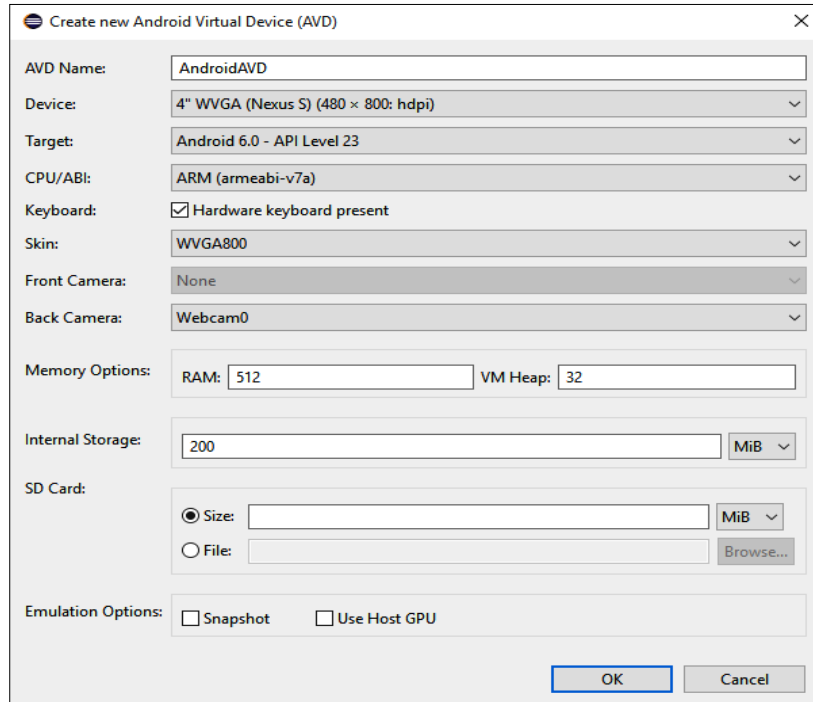 Create new Android Virtual Device (AVD)
AVD Name: AndroidAVD
Device: 4" WVGA (Nexus S) (480 × 800: hdpi)
Target: Android 6.0 - API Level 23
CPU/ABI: ARM (armeabi-v7a)
Keyboard: Hardware keyboard present
Skin: WVGA800
Front Camera: None
Back Camera: Webcam0
Memory Options: RAM: 512 VM Heap: 32
Internal Storage: 200 MiB
SD Card:
Size: MiB
File: Browse...
Emulation Options: Snapshot Use Host GPU
OK Cancel